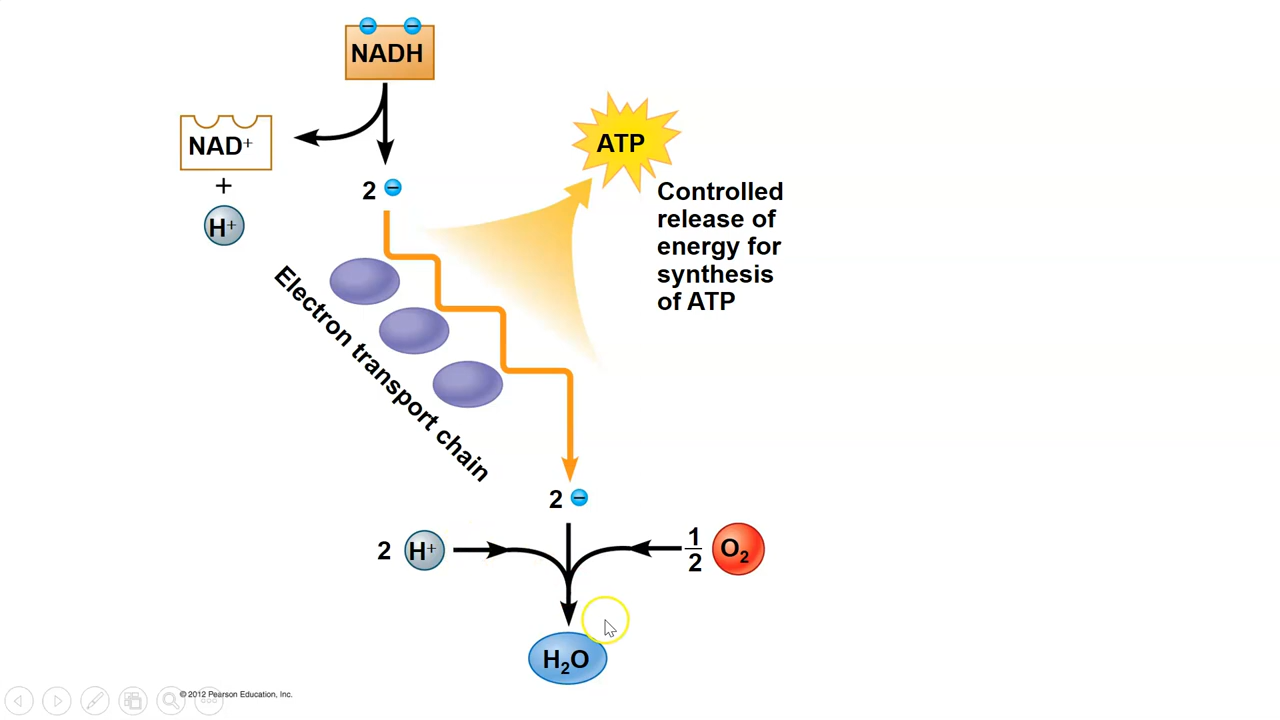 NADH
NAD⁺
+
H⁺
2 −
ATP
Controlled
release of
energy for
synthesis
of ATP
Electron transport chain
2 −
2 H⁺
1/2 O₂
H₂O
© 2012 Pearson Education, Inc.